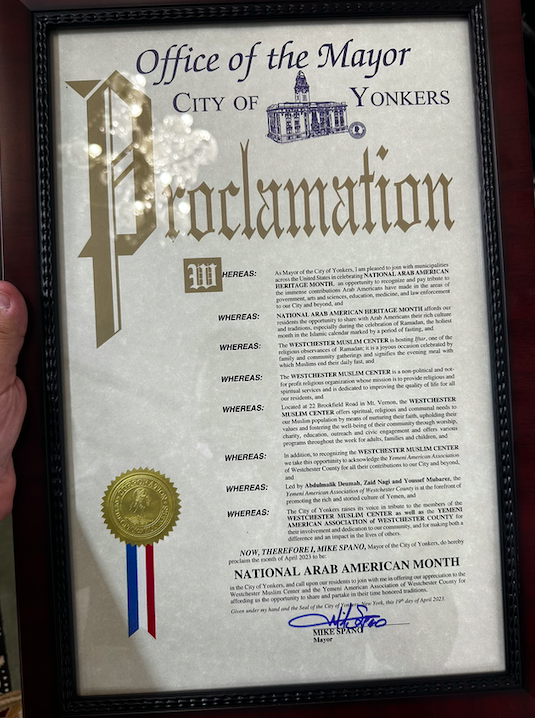 Office of the Mayor
CITY OF YONKERS
Proclamation
WHEREAS:
As Mayor of the City of Yonkers, I am pleased to join with municipalities
across the United States in celebrating NATIONAL ARAB AMERICAN
HERITAGE MONTH, an opportunity to recognize and pay tribute to
the immense contributions Arab Americans have made in the areas of
government, arts and sciences, education, medicine, and law enforcement
to our City and beyond, and
WHEREAS:
NATIONAL ARAB AMERICAN HERITAGE MONTH affords our
residents the opportunity to share with Arab Americans their rich culture
and traditions, especially during the celebration of Ramadan, the holiest
month in the Islamic calendar marked by a period of fasting, and
WHEREAS:
The WESTCHESTER MUSLIM CENTER is hosting Iftar, one of the
religious observances of Ramadan; it is a joyous occasion celebrated by
family and community gatherings and signifies the evening meal with
which Muslims end their daily fast, and
WHEREAS:
The WESTCHESTER MUSLIM CENTER is a non-political and not-
for profit religious organization whose mission is to provide religious and
spiritual services and is dedicated to improving the quality of life for all
our residents, and
WHEREAS:
Located at 22 Brookfield Road in Mt. Vernon, the WESTCHESTER
MUSLIM CENTER offers spiritual, religious and communal needs to
our Muslim population by means of nurturing their faith, upholding their
values and fostering the well-being of their community through worship,
charity, education, outreach and civic engagement and offers various
programs throughout the week for adults, families and children, and
WHEREAS:
In addition, to recognizing the WESTCHESTER MUSLIM CENTER
we take this opportunity to acknowledge the Yemeni American Association
of Westchester County for all their contributions to our City and beyond,
and
WHEREAS:
Led by Abdulmalik Deumah, Zaid Nagi and Youssef Mubarez, the
Yemeni American Association of Westchester County is at the forefront of
promoting the rich and storied culture of Yemen, and
WHEREAS:
The City of Yonkers raises its voice in tribute to the members of the
WESTCHESTER MUSLIM CENTER as well as the YEMENI
AMERICAN ASSOCIATION of WESTCHESTER COUNTY for
their involvement and dedication to our community, and for making both a
difference and an impact in the lives of others.
NOW, THEREFORE I, MIKE SPANO, Mayor of the City of Yonkers, do hereby
proclaim the month of April 2023 to be:
NATIONAL ARAB AMERICAN MONTH
in the City of Yonkers, and call upon our residents to join with me in offering our appreciation to the
Westchester Muslim Center and the Yemeni American Association of Westchester County for
affording us the opportunity to share and partake in their time honored traditions.
Given under my hand and the Seal of the City of Yonkers, New York, this 19th day of April 2023.
MIKE SPANO
Mayor